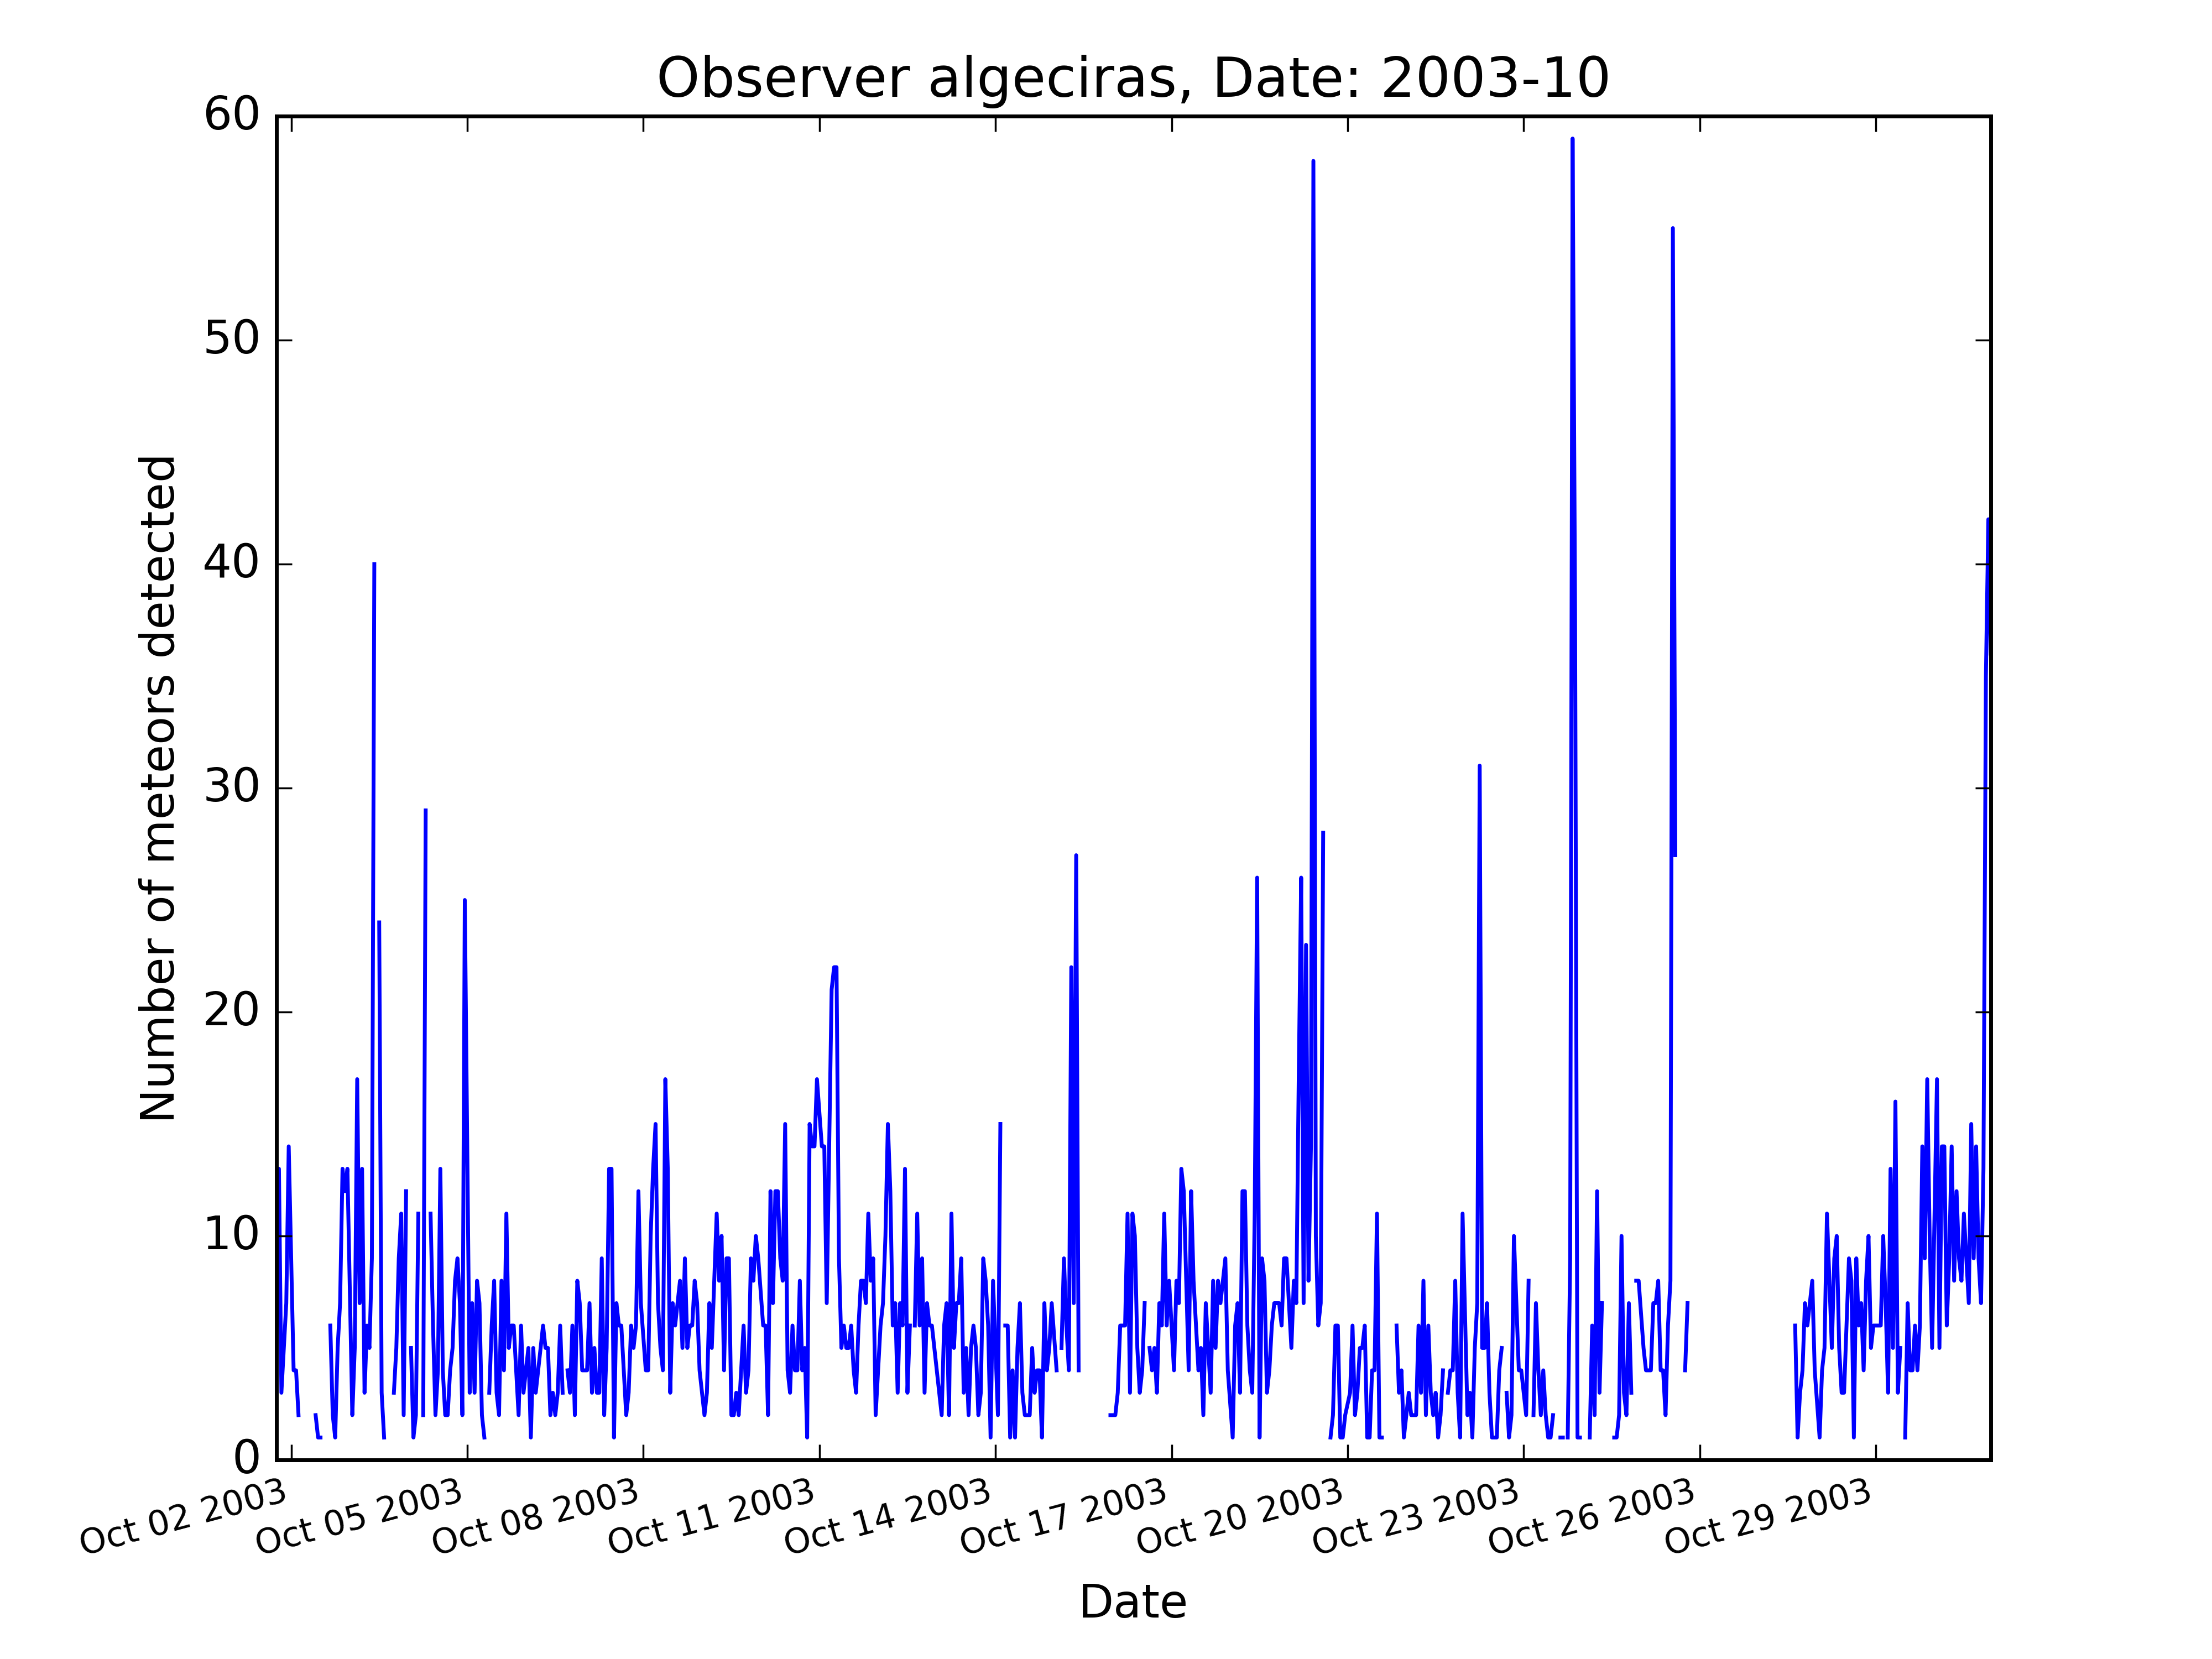 Observer algeciras, Date: 2003-10
Number of meteors detected
60
50
40
30
20
10
0
Oct 02 2003
Oct 05 2003
Oct 08 2003
Oct 11 2003
Oct 14 2003
Oct 17 2003
Oct 20 2003
Oct 23 2003
Oct 26 2003
Oct 29 2003
Date